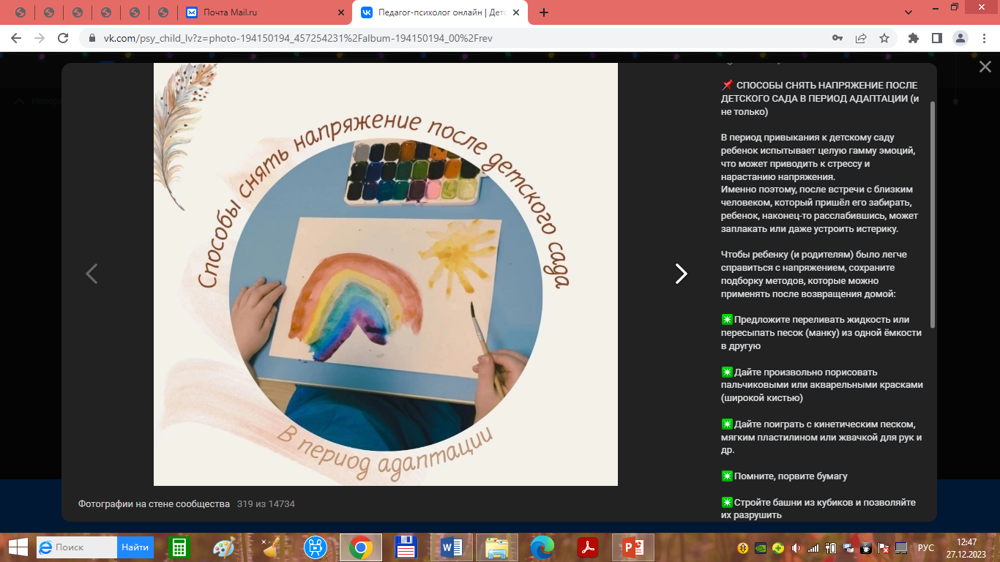 Почта Mail.ru
Педагог-психолог онлайн | Детс
vk.com/psy_child_lv?z=photo-194150194_457254231%2Falbum-194150194_00%2Frev
Способы снять напряжение после детского сада
В период адаптации
Фотографии на стене сообщества 319 из 14734
СПОСОБЫ СНЯТЬ НАПРЯЖЕНИЕ ПОСЛЕ
ДЕТСКОГО САДА В ПЕРИОД АДАПТАЦИИ (и
не только)
В период привыкания к детскому саду
ребенок испытывает целую гамму эмоций,
что может приводить к стрессу и
нарастанию напряжения.
Именно поэтому, после встречи с близким
человеком, который пришёл его забирать,
ребенок, наконец-то расслабившись, может
заплакать или даже устроить истерику.
Чтобы ребенку (и родителям) было легче
справиться с напряжением, сохраните
подборку методов, которые можно
применять после возвращения домой:
Предложите переливать жидкость или
пересыпать песок (манку) из одной ёмкости
в другую
Дайте произвольно порисовать
пальчиковыми или акварельными красками
(широкой кистью)
Дайте поиграть с кинетическим песком,
мягким пластилином или жвачкой для рук и
др.
Помните, порвите бумагу
Стройте башни из кубиков и позволяйте
их разрушить
Поиск Найти
РУС
12:47
27.12.2023